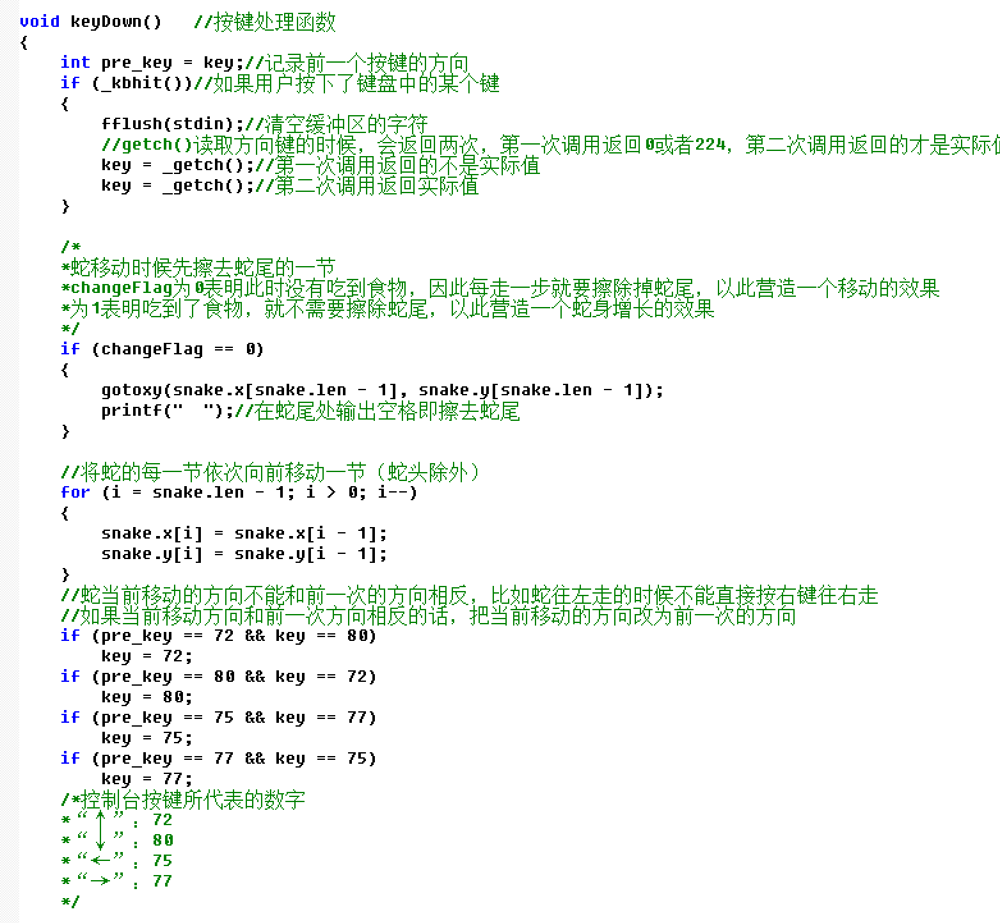 void keyDown()   //按键处理函数
{
    int pre_key = key;//记录前一个按键的方向
    if (_kbhit())//如果用户按下了键盘中的某个键
    {
        fflush(stdin);//清空缓冲区的字符
        //getch()读取方向键的时候，会返回两次，第一次调用返回0或者224，第二次调用返回的才是实际
        key = _getch();//第一次调用返回的不是实际值
        key = _getch();//第二次调用返回实际值
    }

    /*
    *蛇移动时候先擦去蛇尾的一节
    *changeFlag为0表明此时没有吃到食物，因此每走一步就要擦除掉蛇尾，以此营造一个移动的效果
    *为1表明吃到了食物，就不需要擦除蛇尾，以此营造一个蛇身增长的效果
    */
    if (changeFlag == 0)
    {
        gotoxy(snake.x[snake.len - 1], snake.y[snake.len - 1]);
        printf("  ");//在蛇尾处输出空格即擦去蛇尾
    }

    //将蛇的每一节依次向前移动一节（蛇头除外）
    for (i = snake.len - 1; i > 0; i--)
    {
        snake.x[i] = snake.x[i - 1];
        snake.y[i] = snake.y[i - 1];
    }
    //蛇当前移动的方向不能和前一次的方向相反，比如蛇往左走的时候不能直接按右键往右走
    //如果当前移动方向和前一次方向相反的话，把当前移动的方向改为前一次的方向
    if (pre_key == 72 && key == 80)
        key = 72;
    if (pre_key == 80 && key == 72)
        key = 80;
    if (pre_key == 75 && key == 77)
        key = 75;
    if (pre_key == 77 && key == 75)
        key = 77;
    /*控制台按键所代表的数字
    *“↑”：72
    *“↓”：80
    *“←”：75
    *“→”：77
    */